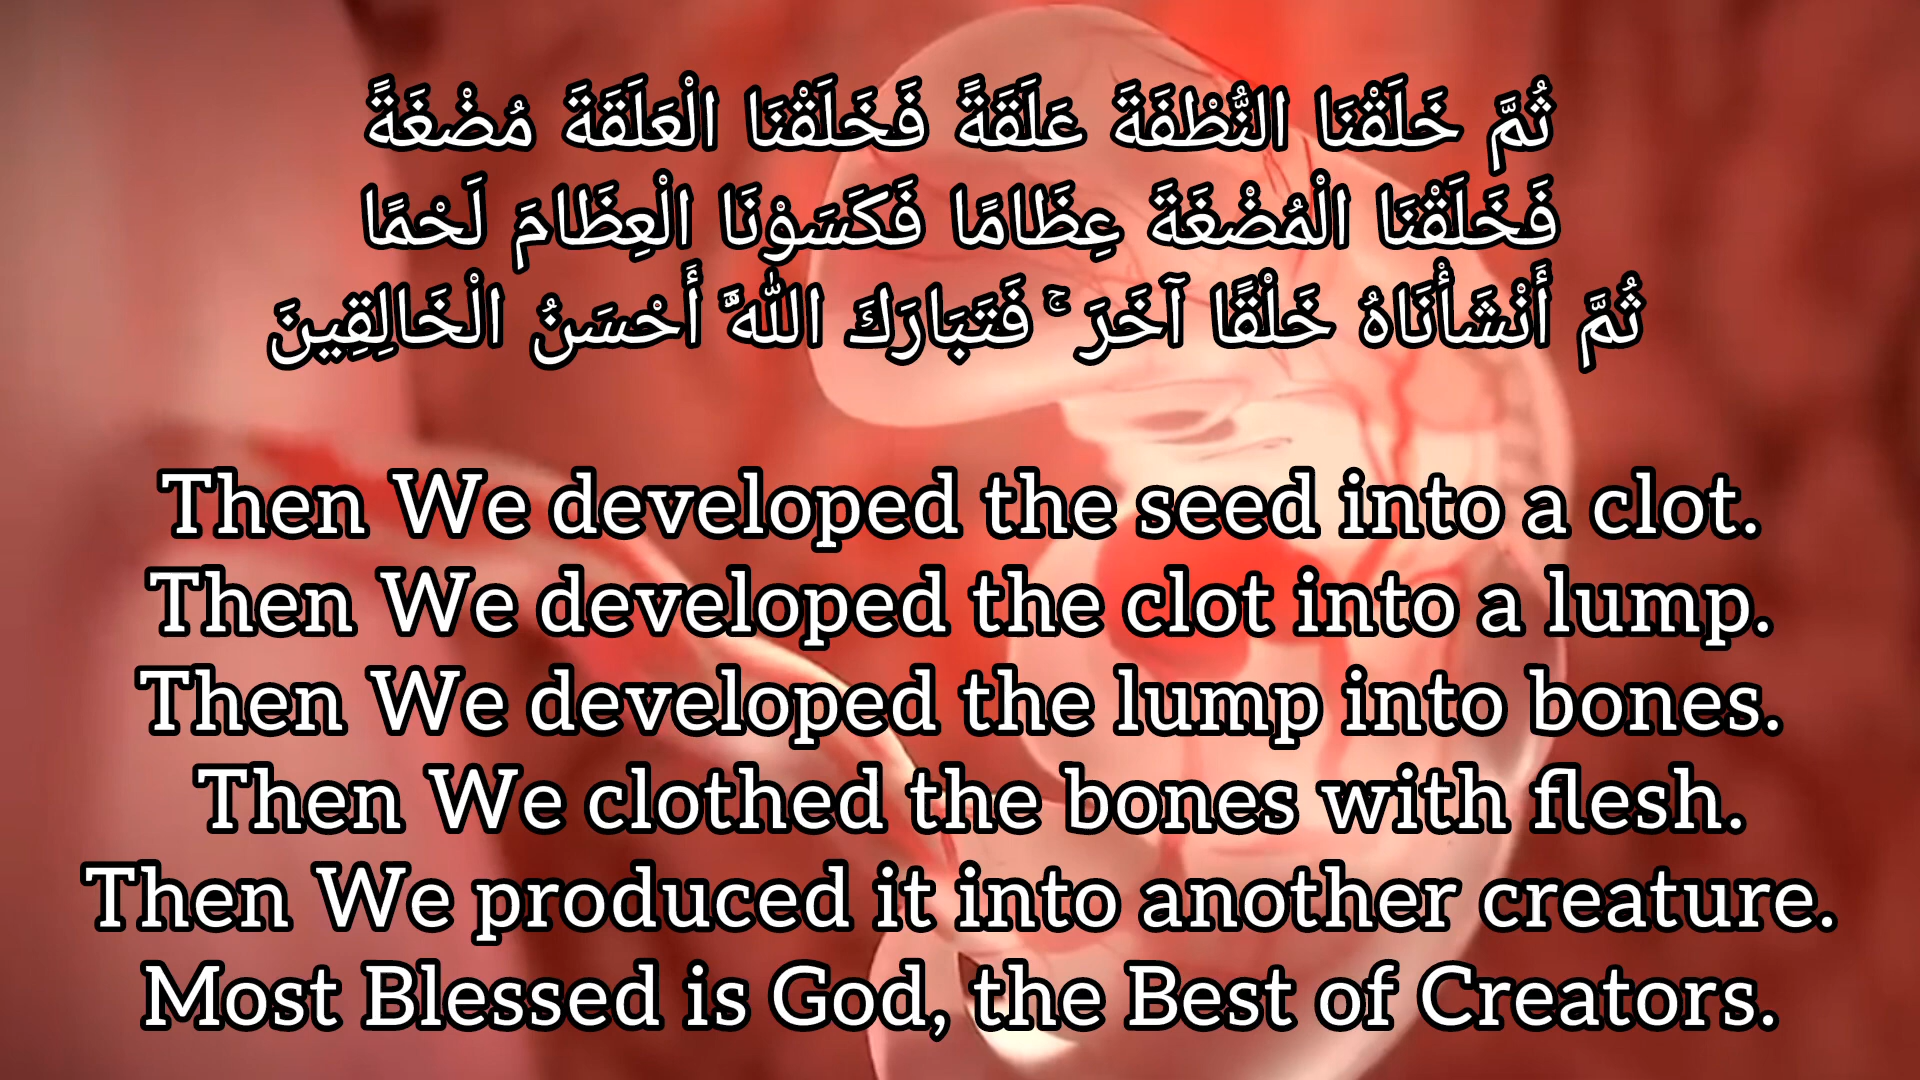 ثُمَّ خَلَقْنَا النُّطْفَةَ عَلَقَةً فَخَلَقْنَا الْعَلَقَةَ مُضْغَةً
فَخَلَقْنَا الْمُضْغَةَ عِظَامًا فَكَسَوْنَا الْعِظَامَ لَحْمًا
ثُمَّ أَنْشَأْنَاهُ خَلْقًا آخَرَ ۚ فَتَبَارَكَ اللَّهُ أَحْسَنُ الْخَالِقِينَ
Then We developed the seed into a clot.
Then We developed the clot into a lump.
Then We developed the lump into bones.
Then We clothed the bones with flesh.
Then We produced it into another creature.
Most Blessed is God, the Best of Creators.